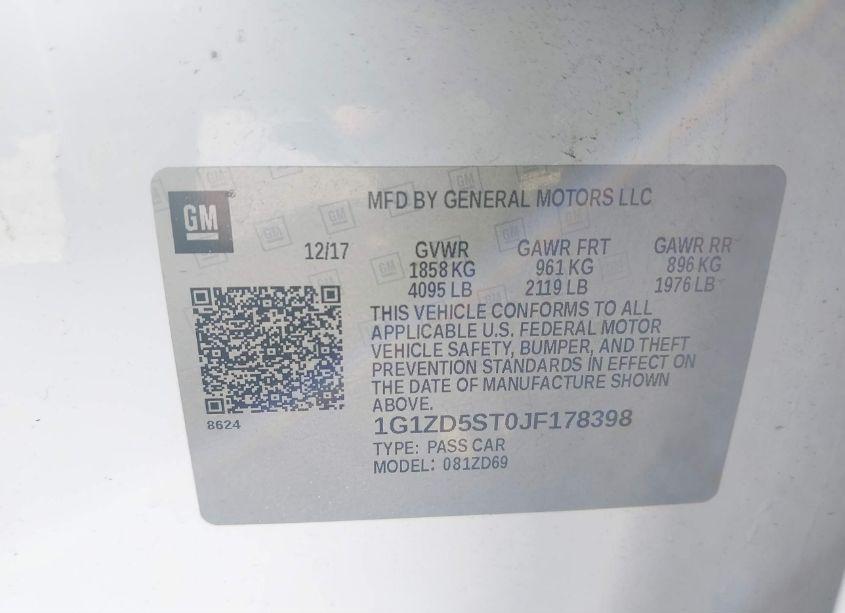 GM
MFD BY GENERAL MOTORS LLC
12/17
GVWR GAWR FRT GAWR RR
1858 KG 961 KG 896 KG
4095 LB 2119 LB 1976 LB
THIS VEHICLE CONFORMS TO ALL
APPLICABLE U.S. FEDERAL MOTOR
VEHICLE SAFETY, BUMPER, AND THEFT
PREVENTION STANDARDS IN EFFECT ON
THE DATE OF MANUFACTURE SHOWN
ABOVE.
8624
1G1ZD5ST0JF178398
TYPE: PASS CAR
MODEL: 081ZD69